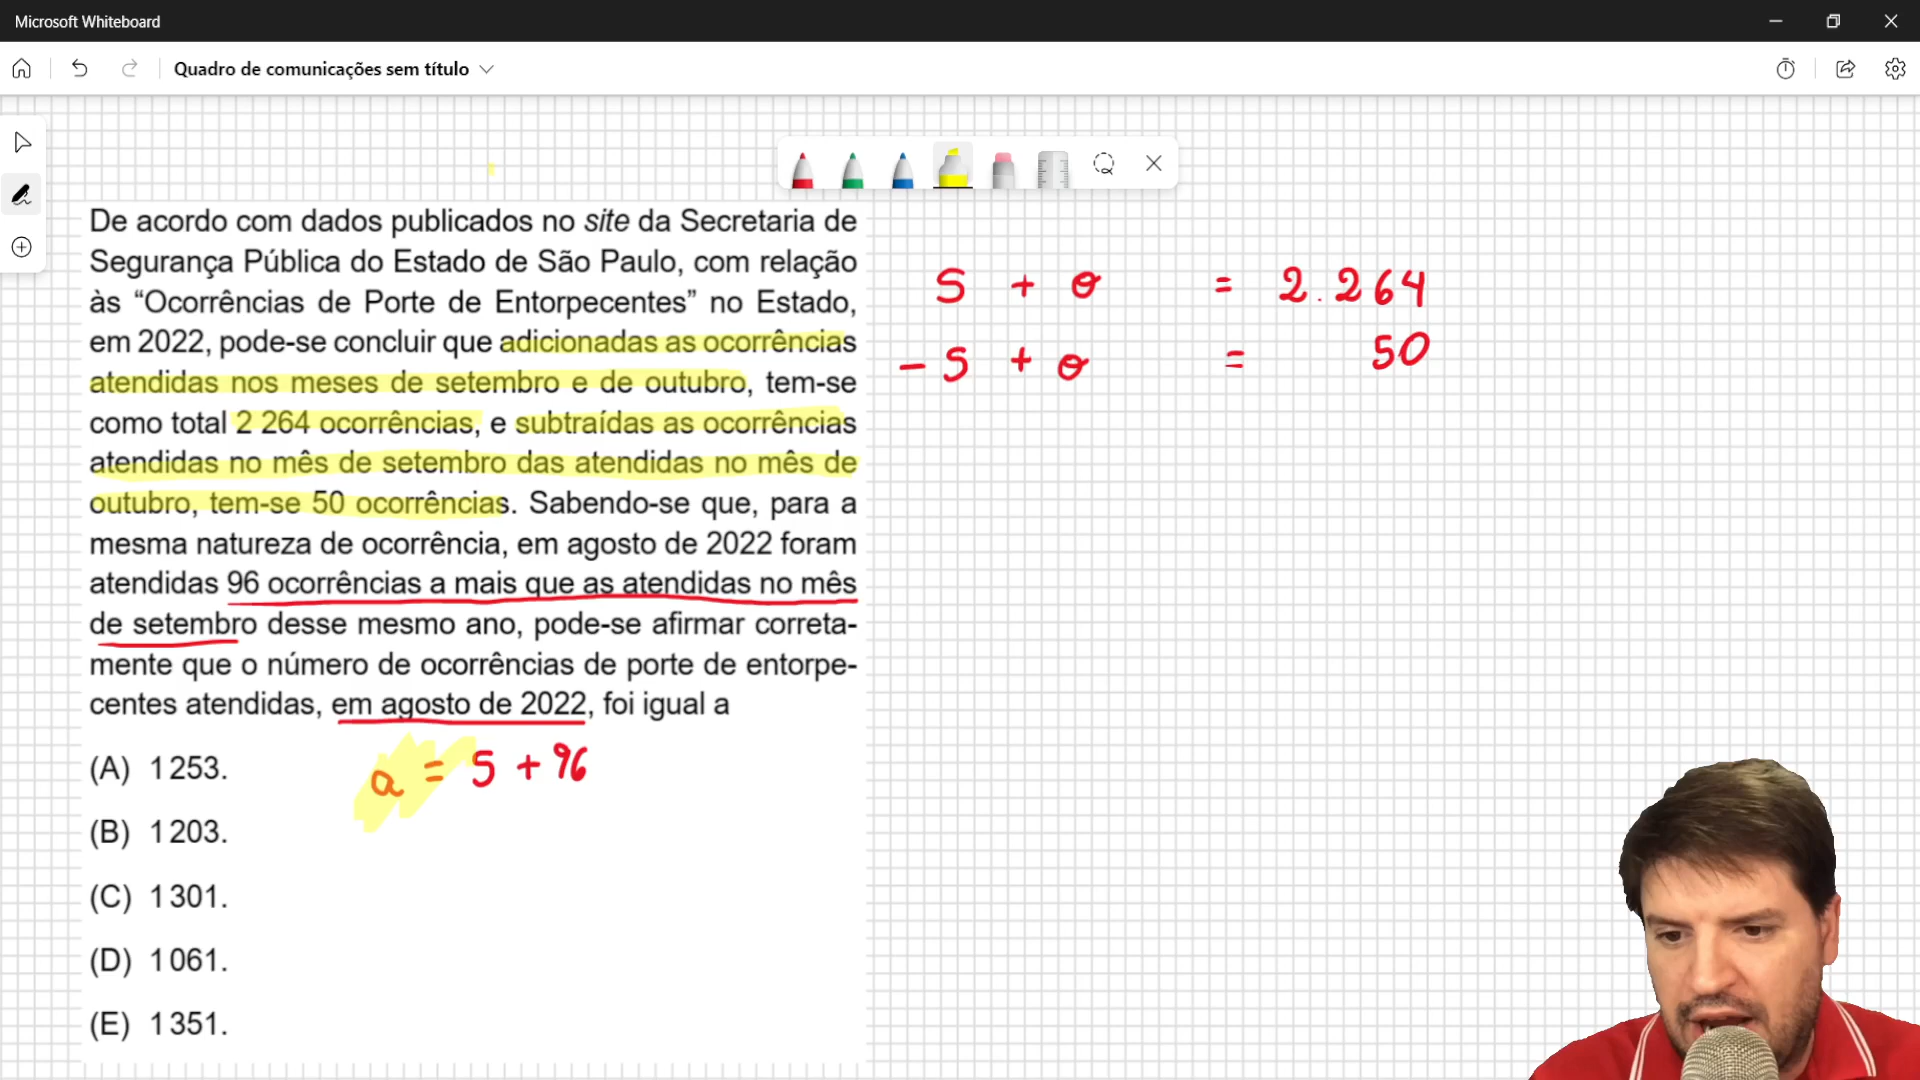 Microsoft Whiteboard
Quadro de comunicações sem título
De acordo com dados publicados no site da Secretaria de
Segurança Pública do Estado de São Paulo, com relação
às “Ocorrências de Porte de Entorpecentes” no Estado,
em 2022, pode-se concluir que adicionadas as ocorrências
atendidas nos meses de setembro e de outubro, tem-se
como total 2 264 ocorrências, e subtraídas as ocorrências
atendidas no mês de setembro das atendidas no mês de
outubro, tem-se 50 ocorrências. Sabendo-se que, para a
mesma natureza de ocorrência, em agosto de 2022 foram
atendidas 96 ocorrências a mais que as atendidas no mês
de setembro desse mesmo ano, pode-se afirmar correta-
mente que o número de ocorrências de porte de entorpe-
centes atendidas, em agosto de 2022, foi igual a
(A) 1 253.
(B) 1 203.
(C) 1 301.
(D) 1 061.
(E) 1 351.
a = S + 96
S + o = 2.264
- S + o = 50